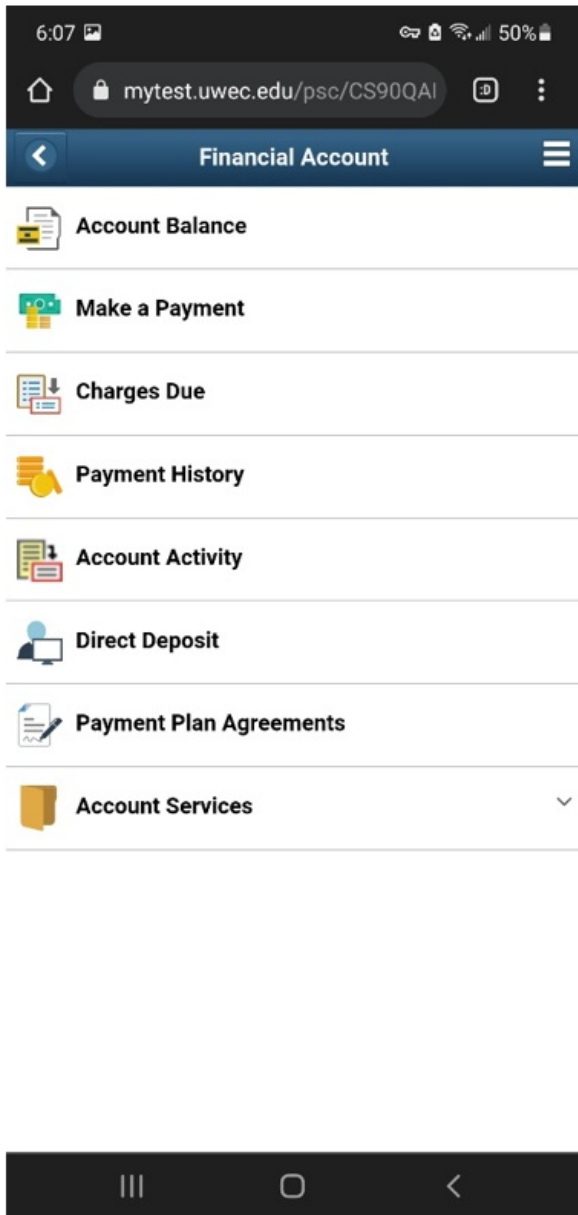 6:07 50%
mytest.uwec.edu/psc/CS90QAI :D
Financial Account
Account Balance
Make a Payment
Charges Due
Payment History
Account Activity
Direct Deposit
Payment Plan Agreements
Account Services